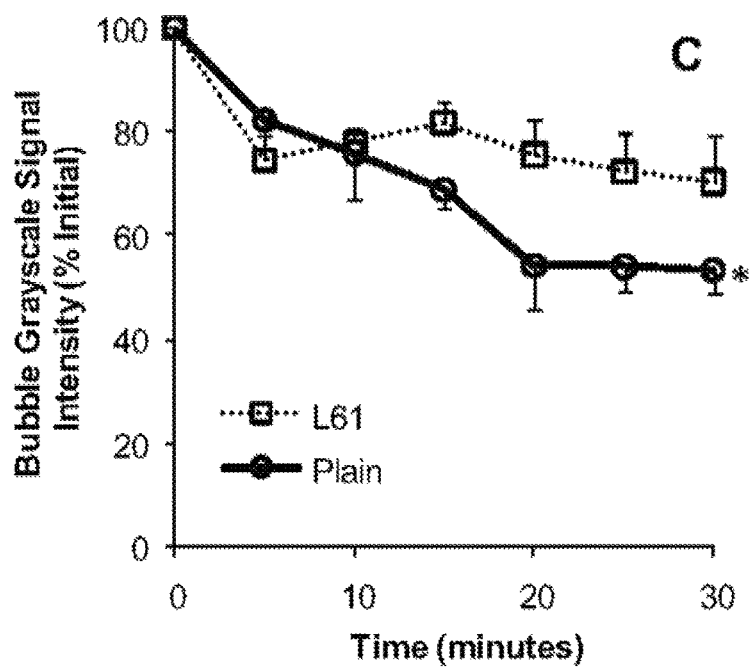 C
Bubble Grayscale Signal
Intensity (% Initial)
100
80
60
40
20
0
*
L61
Plain
0 10 20 30
Time (minutes)